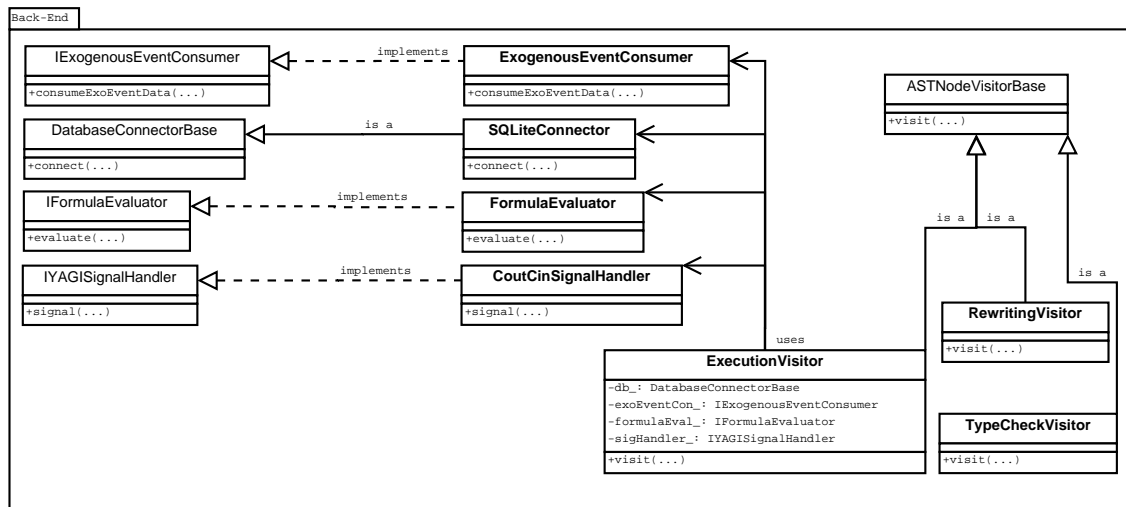 Back-End
IExogenousEventConsumer
+consumeExoEventData(...)
implements
ExogenousEventConsumer
+consumeExoEventData(...)
ASTNodeVisitorBase
+visit(...)
DatabaseConnectorBase
+connect(...)
is a
SQLiteConnector
+connect(...)
IFormulaEvaluator
+evaluate(...)
implements
FormulaEvaluator
+evaluate(...)
is a
is a
IYAGISignalHandler
+signal(...)
implements
CoutCinSignalHandler
+signal(...)
is a
RewritingVisitor
+visit(...)
uses
ExecutionVisitor
-db_: DatabaseConnectorBase
-exoEventCon_: IExogenousEventConsumer
-formulaEval_: IFormulaEvaluator
-sigHandler_: IYAGISignalHandler
+visit(...)
TypeCheckVisitor
+visit(...)